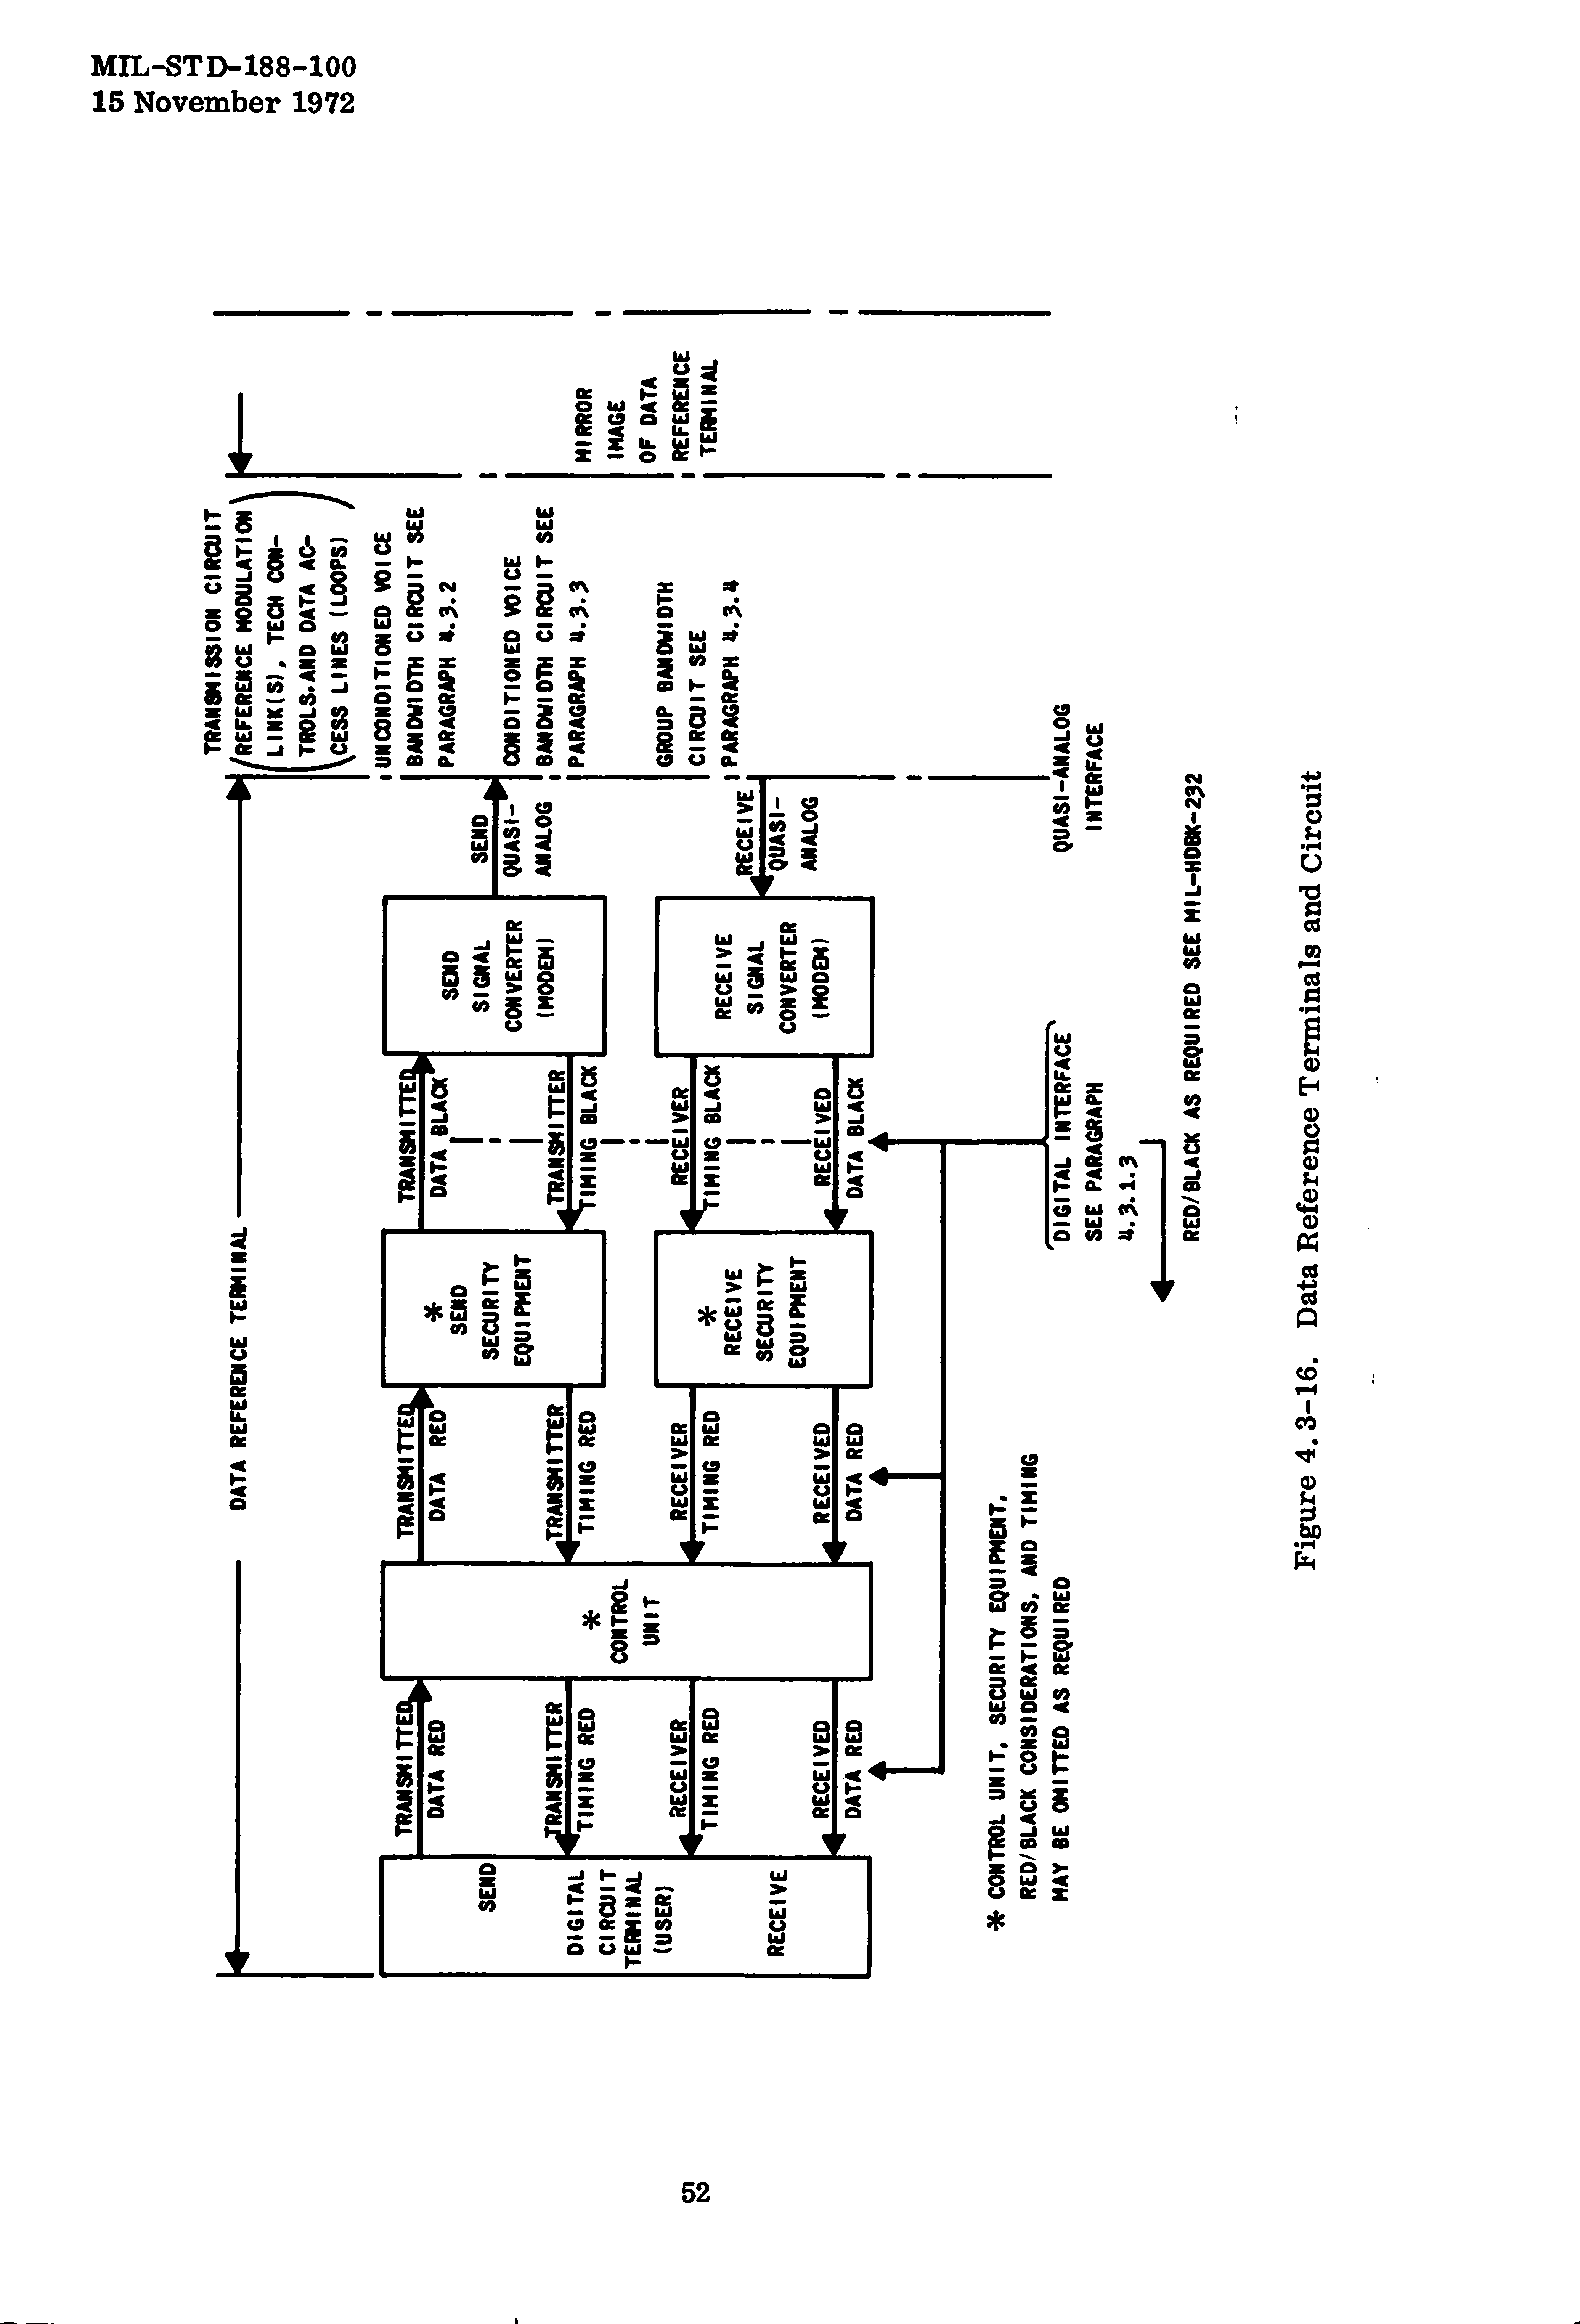 MIL-STD-188-100
15 November 1972
DATA REFERENCE TERMINAL
TRANSMISSION CIRCUIT
(REFERENCE MODULATION
LINK(S), TECH CON-
TROLS, AND DATA AC-
CESS LINES (LOOPS))
UNCONDITIONED VOICE
BANDWIDTH CIRCUIT SEE
PARAGRAPH 4.3.2
CONDITIONED VOICE
BANDWIDTH CIRCUIT SEE
PARAGRAPH 4.3.3
GROUP BANDWIDTH
CIRCUIT SEE
PARAGRAPH 4.3.4
MIRROR
IMAGE
OF DATA
REFERENCE
TERMINAL
SEND
DIGITAL
CIRCUIT
TERMINAL
(USER)
RECEIVE
TRANSMITTED
DATA RED
TRANSMITTER
TIMING RED
RECEIVER
TIMING RED
RECEIVED
DATA RED
*
CONTROL
UNIT
TRANSMITTED
DATA RED
TRANSMITTER
TIMING RED
RECEIVER
TIMING RED
RECEIVED
DATA RED
*
SEND
SECURITY
EQUIPMENT
*
RECEIVE
SECURITY
EQUIPMENT
TRANSMITTED
DATA BLACK
TRANSMITTER
TIMING BLACK
RECEIVER
TIMING BLACK
RECEIVED
DATA BLACK
SEND
SIGNAL
CONVERTER
(MODEM)
RECEIVE
SIGNAL
CONVERTER
(MODEM)
SEND
QUASI-
ANALOG
RECEIVE
QUASI-
ANALOG
QUASI-ANALOG
INTERFACE
DIGITAL INTERFACE
SEE PARAGRAPH
4.3.1.3
RED/BLACK AS REQUIRED SEE MIL-HDBK-232
* CONTROL UNIT, SECURITY EQUIPMENT,
RED/BLACK CONSIDERATIONS, AND TIMING
MAY BE OMITTED AS REQUIRED
Figure 4.3-16. Data Reference Terminals and Circuit
52